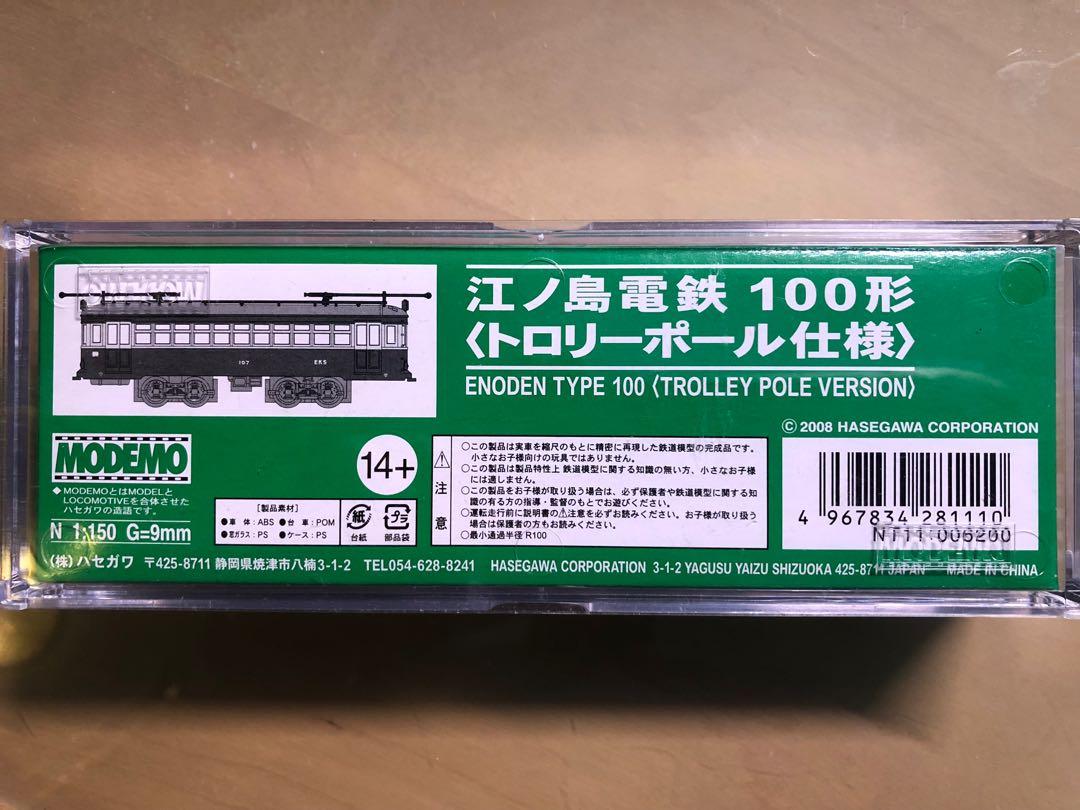 MODEMO
107 EKS
江ノ島電鉄 100形
〈トロリーポール仕様〉
ENODEN TYPE 100 〈TROLLEY POLE VERSION〉
© 2008 HASEGAWA CORPORATION
MODEMO
◆MODEMOとはMODELと
LOCOMOTIVEを合体させた
ハセガワの造語です。
N 1:150 G=9mm
14+
【製品素材】
●車 体：ABS ●台 車：POM
●窓ガラス：PS ●ケース：PS
紙
台紙
プラ
部品袋
注意
○この製品は実車を縮尺のもとに精密に再現した鉄道模型の完成品です。
小さなお子様向けの玩具ではありません。
○この製品は製品特性上 鉄道模型に関する知識の無い方、小さなお子様
には適しません。
○この製品をお子様が取り扱う場合は、必ず保護者や鉄道模型に関する知
識の有る方の指導・監督のもとでお遊びください。
○運転走行前に説明書の⚠注意を必ずお読みください。お子様が取り扱う
場合は保護者の方もお読みください。
○最小通過半径 R100
4 967834 281110
NT111:006200
MODEMO
(株)ハセガワ 〒425-8711 静岡県焼津市八楠3-1-2 TEL054-628-8241 HASEGAWA CORPORATION 3-1-2 YAGUSU YAIZU SHIZUOKA 425-8711 JAPAN MADE IN CHINA